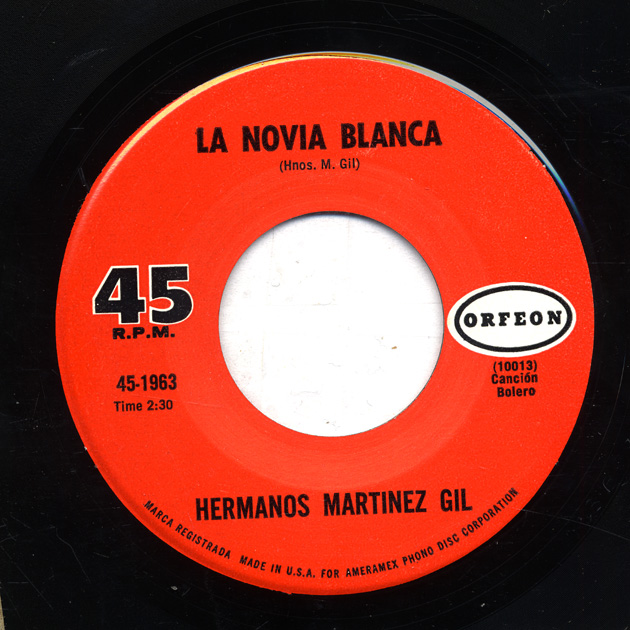 LA NOVIA BLANCA
(Hnos. M. Gil)
45
R.P.M.
45-1963
Time 2:30
ORFEON
(10013)
Canción
Bolero
HERMANOS MARTINEZ GIL
MARCA REGISTRADA MADE IN U.S.A. FOR AMERAMEX PHONO DISC CORPORATION